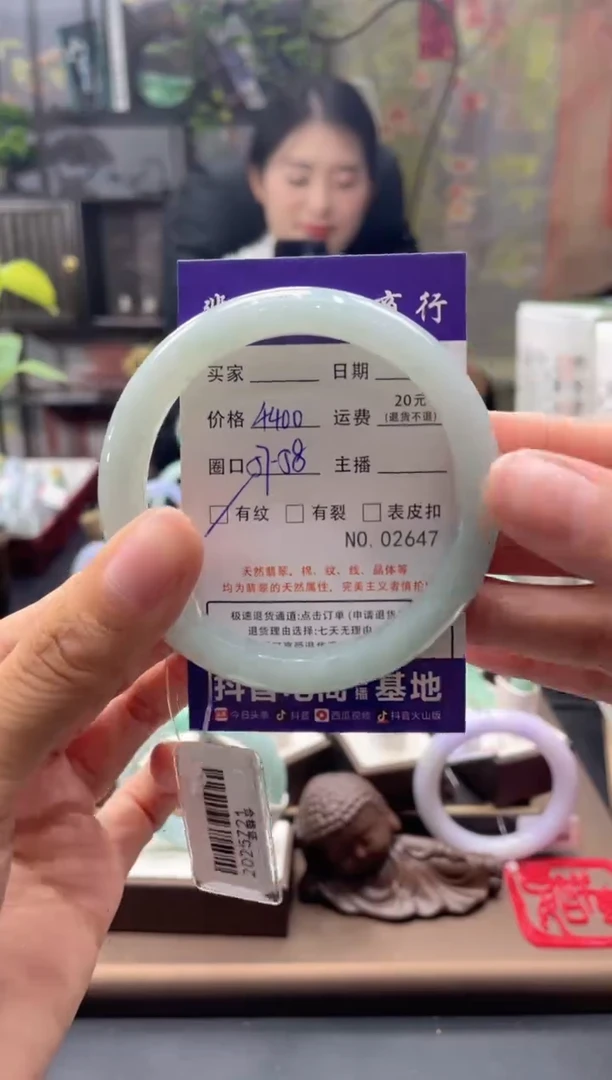 商行
买家 日期
价格 4400 运费 20元
(退货不退)
圈口 57-58 主播
有纹 有裂 表皮扣
NO. 02647
天然翡翠,棉、纹、线、晶体等
均为翡翠的天然属性,完美主义者慎枪!
极速退货通道:点击订单(申请退货
退货理由选择:七天无理由
抖音电商 播 基地
今日头条 抖音 西瓜视频 抖音火山版
2025721